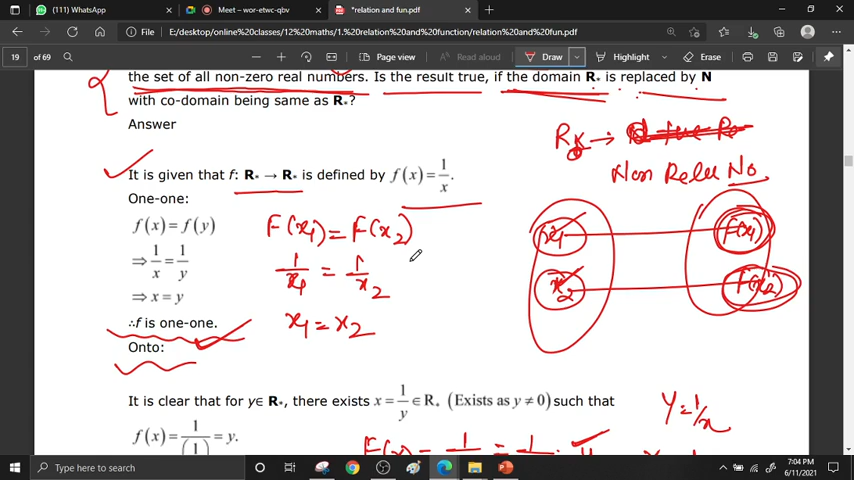 (1) WhatsApp
Meet – wor-etwc-qbv
*relation and fun.pdf
File
E:/desktop/online%20classes/12%20maths/1.%20relation%20and%20function/relation%20and%20fun.pdf
19 of 69
Page view
Read aloud
Draw
Highlight
Erase
the set of all non-zero real numbers. Is the result true, if the domain R* is replaced by N
with co-domain being same as R*?
Answer
It is given that f: R* → R* is defined by f(x) = 1/x.
One-one:
f(x) = f(y)
⇒ 1/x = 1/y
⇒ x = y
∴f is one-one.
Onto:
It is clear that for y∈ R*, there exists x = 1/y ∈ R* (Exists as y ≠ 0) such that
f(x) = 1/(1/ = y.
F(x1) = F(x2)
1/x1 = 1/x2
x1 = x2
R* →
Non Relu No
x1
F(x1)
x2
F(x2)
Y = 1/x
F(x) = 1 = 1
Type here to search
7:04 PM
6/11/2021